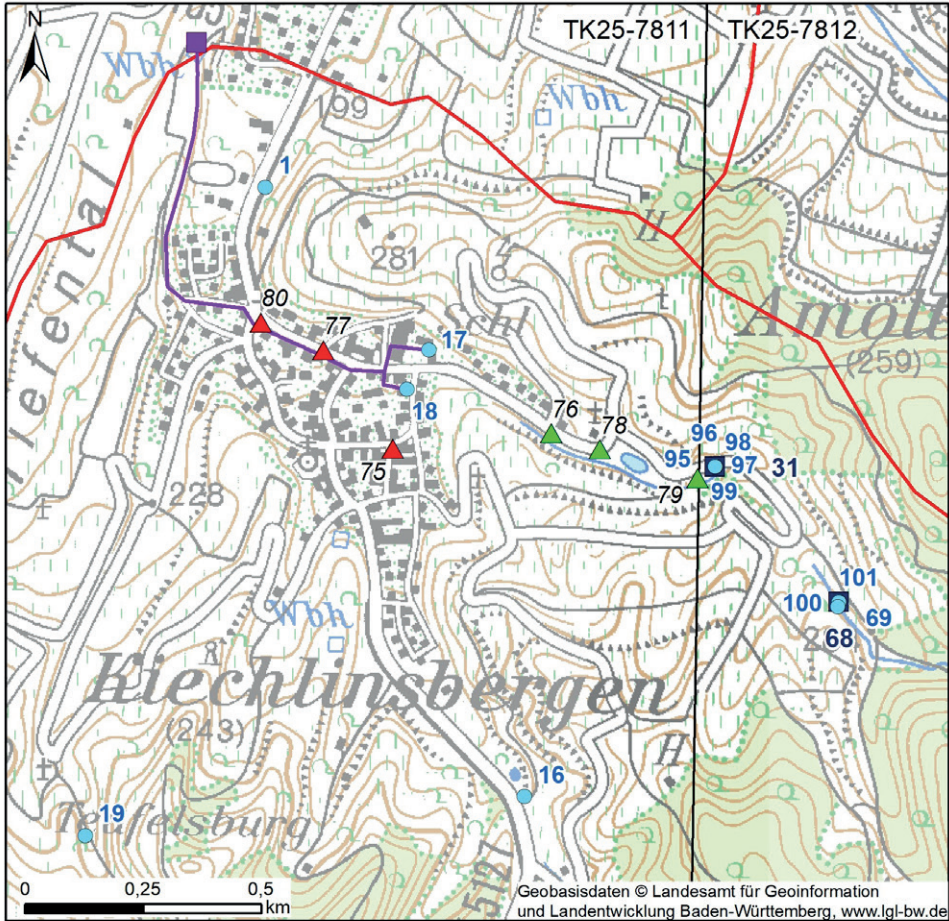 N
TK25-7811 TK25-7812
Wbh.
Wbh
199
1
H
281
80
77
17
Schl
Amolt
(259)
18
76
78
96
98
95
97
31
75
79
99
228
101
100
69
68
Wbh
Kiechlinsbergen
(243)
H
16
19
Teufelsburg
5127
0 0,25 0,5
km
Geobasisdaten © Landesamt für Geoinformation
und Landentwicklung Baden-Württemberg, www.lgl-bw.de